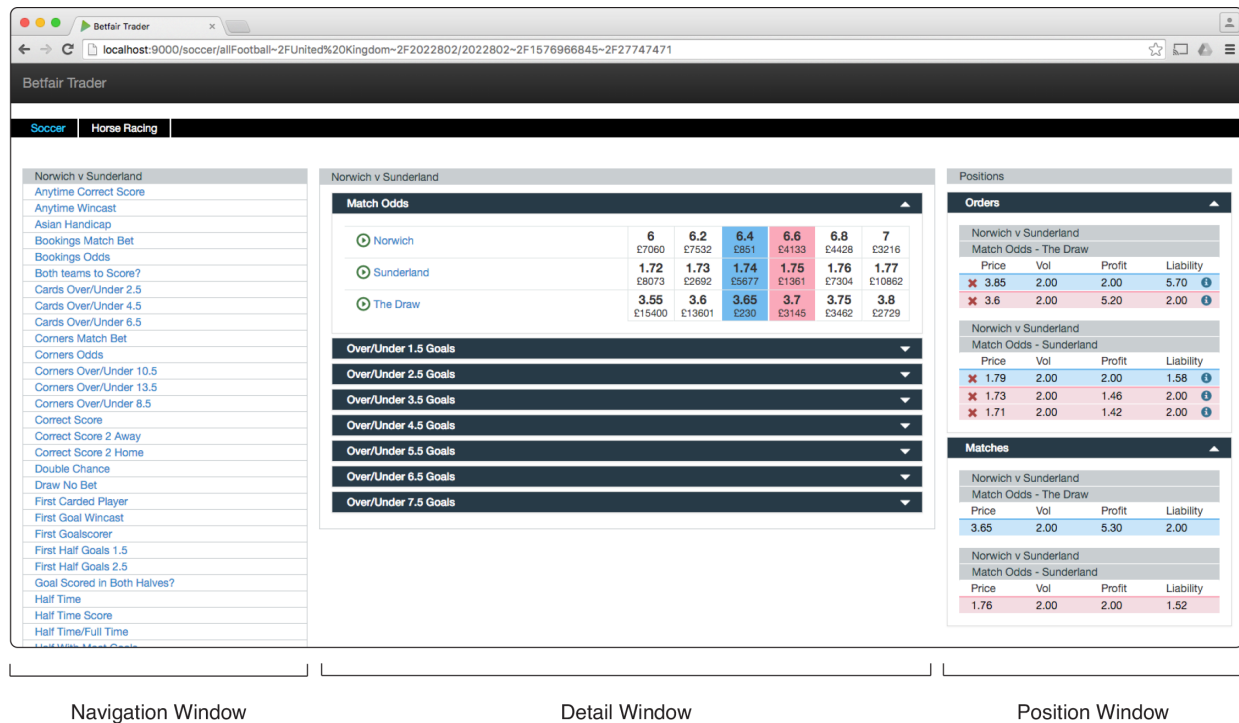 Betfair Trader
localhost:9000/soccer/allFootball~2FUnited%20Kingdom~2F2022802/2022802~2F1576966845~2F27747471
Betfair Trader
Soccer Horse Racing
Norwich v Sunderland
Anytime Correct Score
Anytime Wincast
Asian Handicap
Bookings Match Bet
Bookings Odds
Both teams to Score?
Cards Over/Under 2.5
Cards Over/Under 4.5
Cards Over/Under 6.5
Corners Match Bet
Corners Odds
Corners Over/Under 10.5
Corners Over/Under 13.5
Corners Over/Under 8.5
Correct Score
Correct Score 2 Away
Correct Score 2 Home
Double Chance
Draw No Bet
First Carded Player
First Goal Wincast
First Goalscorer
First Half Goals 1.5
First Half Goals 2.5
Goal Scored in Both Halves?
Half Time
Half Time Score
Half Time/Full Time
Half With Most Goals
Norwich v Sunderland
Match Odds
Norwich 6 6.2 6.4 6.6 6.8 7
£7060 £7532 £851 £4133 £4428 £3216
Sunderland 1.72 1.73 1.74 1.75 1.76 1.77
£8073 £2692 £5677 £1361 £7304 £10862
The Draw 3.55 3.6 3.65 3.7 3.75 3.8
£15400 £13601 £230 £3145 £3462 £2729
Over/Under 1.5 Goals
Over/Under 2.5 Goals
Over/Under 3.5 Goals
Over/Under 4.5 Goals
Over/Under 5.5 Goals
Over/Under 6.5 Goals
Over/Under 7.5 Goals
Positions
Orders
Norwich v Sunderland
Match Odds - The Draw
Price Vol Profit Liability
3.85 2.00 2.00 5.70
3.6 2.00 5.20 2.00
Norwich v Sunderland
Match Odds - Sunderland
Price Vol Profit Liability
1.79 2.00 2.00 1.58
1.73 2.00 1.46 2.00
1.71 2.00 1.42 2.00
Matches
Norwich v Sunderland
Match Odds - The Draw
Price Vol Profit Liability
3.65 2.00 5.30 2.00
Norwich v Sunderland
Match Odds - Sunderland
Price Vol Profit Liability
1.76 2.00 2.00 1.52
Navigation Window
Detail Window
Position Window